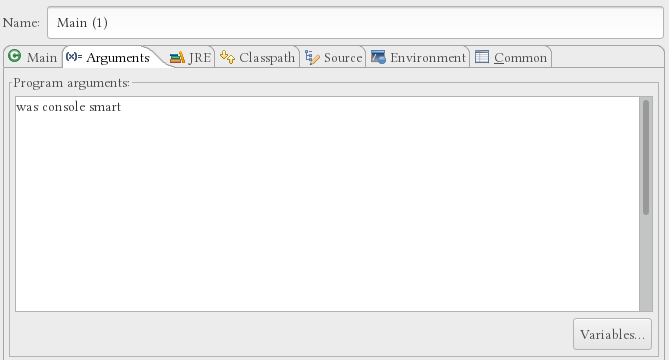 Name: Main (1)
Main (x)= Arguments JRE Classpath Source Environment Common
Program arguments:
was console smart
Variables...